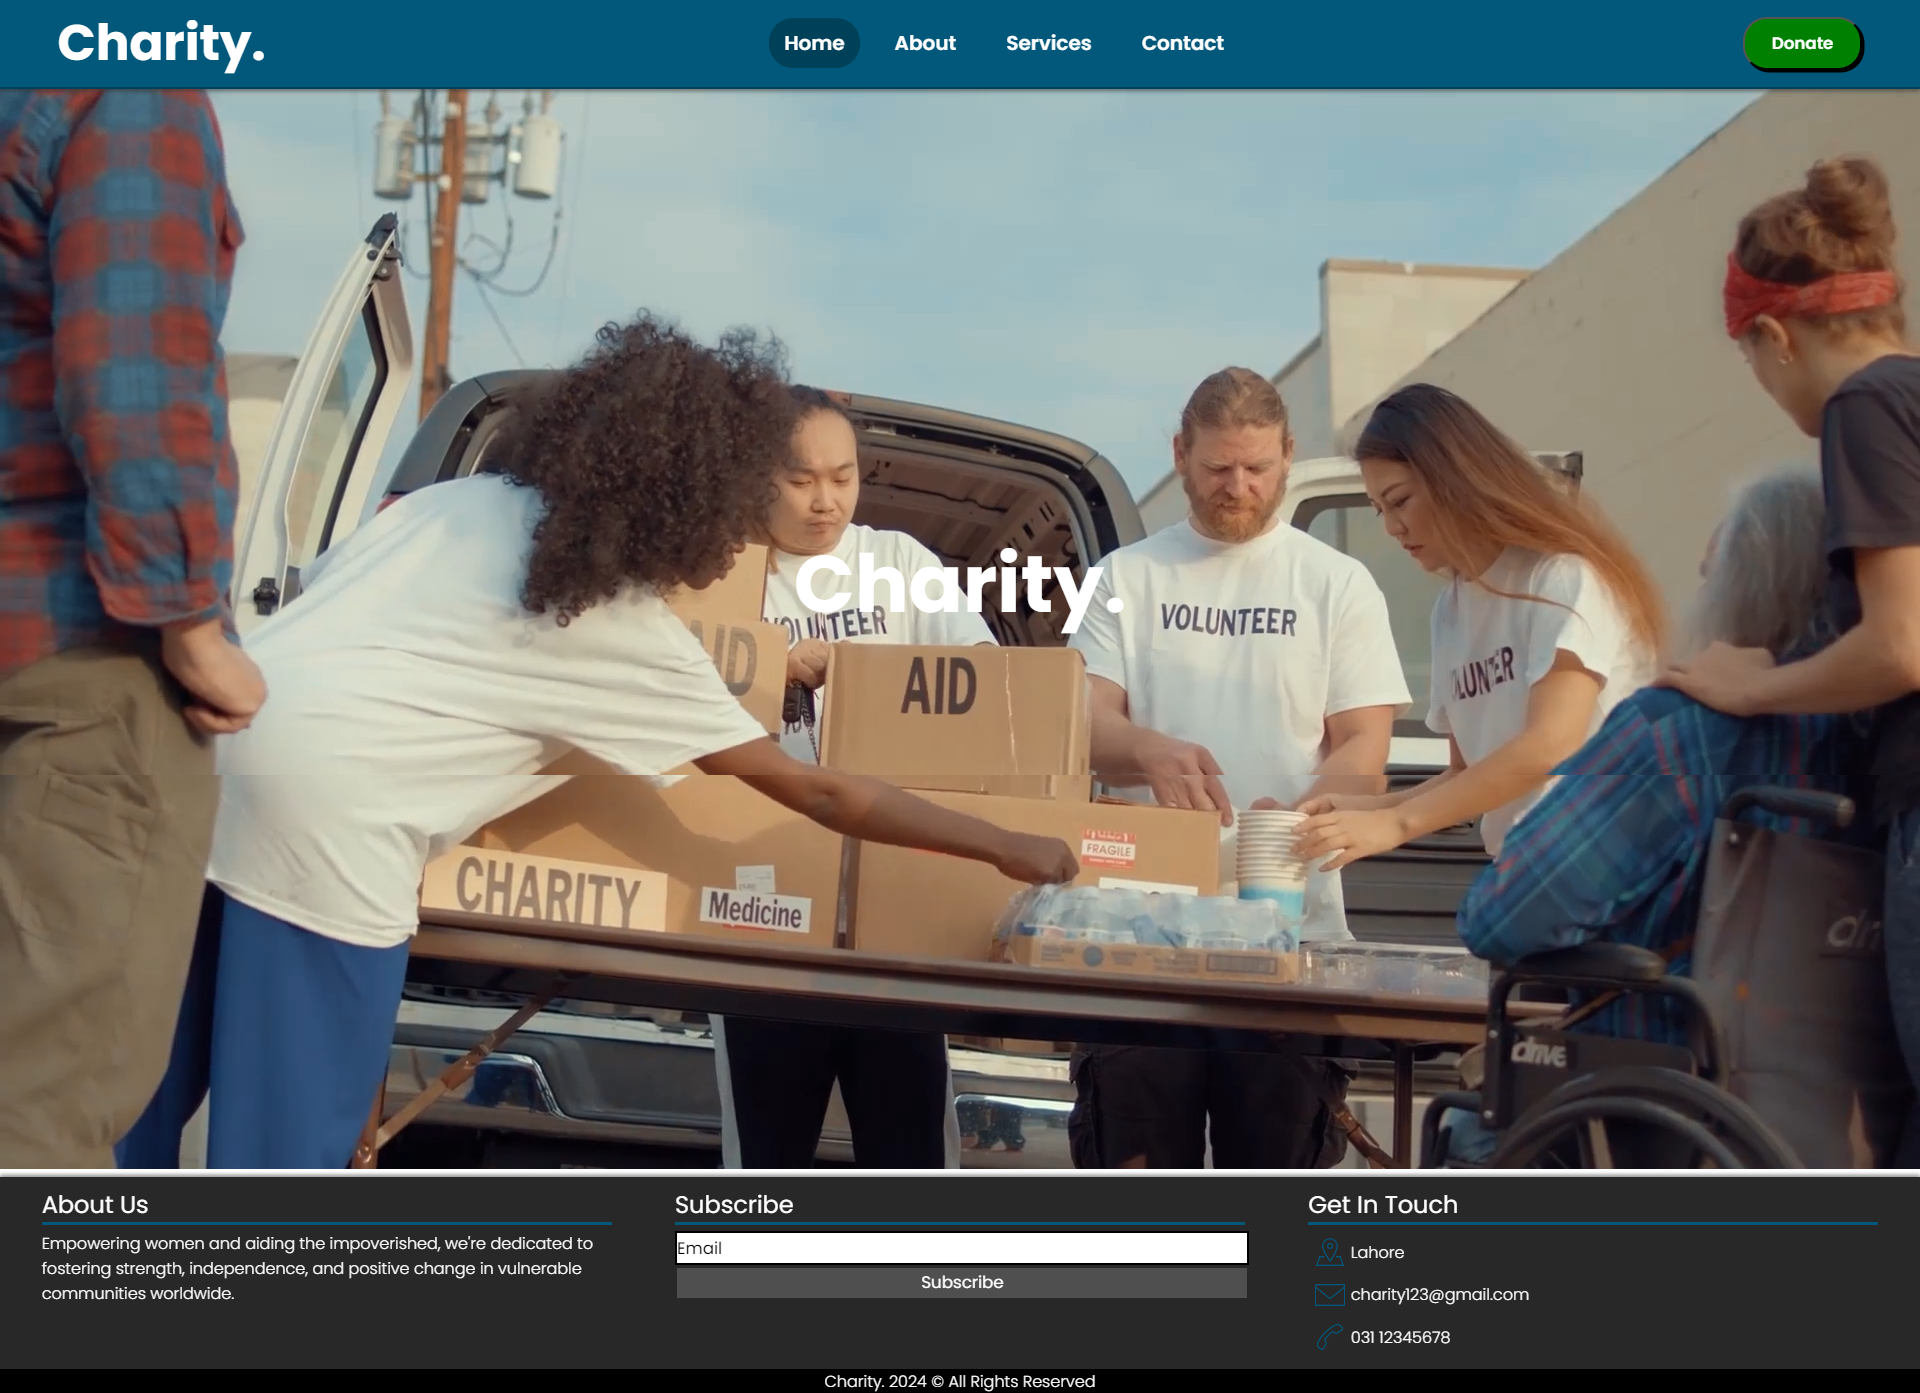 Charity.
Home About Services Contact
Donate
Charity.
VOLUNTEER
VOLUNTEER
AID
AID
CHARITY
Medicine
FRAGILE
drive
About Us
Empowering women and aiding the impoverished, we're dedicated to
fostering strength, independence, and positive change in vulnerable
communities worldwide.
Subscribe
Email
Subscribe
Get In Touch
Lahore
charity123@gmail.com
031 12345678
Charity. 2024 © All Rights Reserved